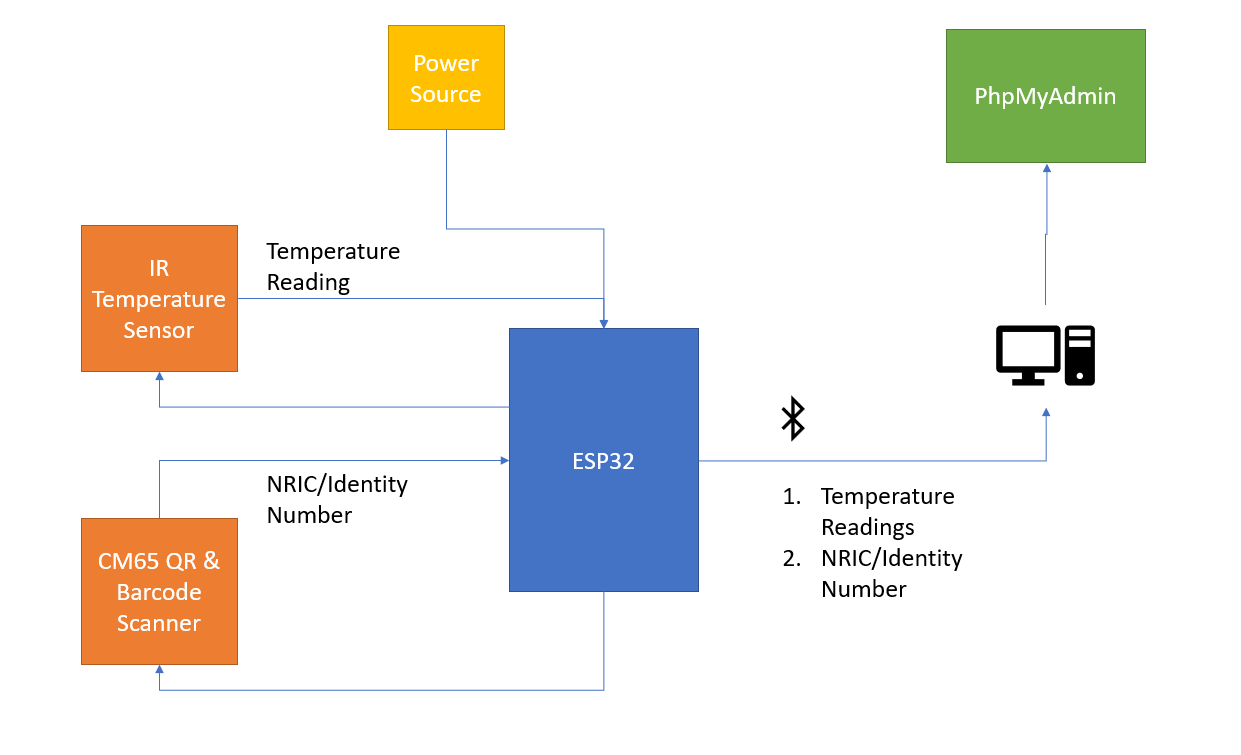 Power
Source
PhpMyAdmin
IR
Temperature
Sensor
Temperature
Reading
ESP32
NRIC/Identity
Number
CM65 QR &
Barcode
Scanner
1. Temperature
Readings
2. NRIC/Identity
Number